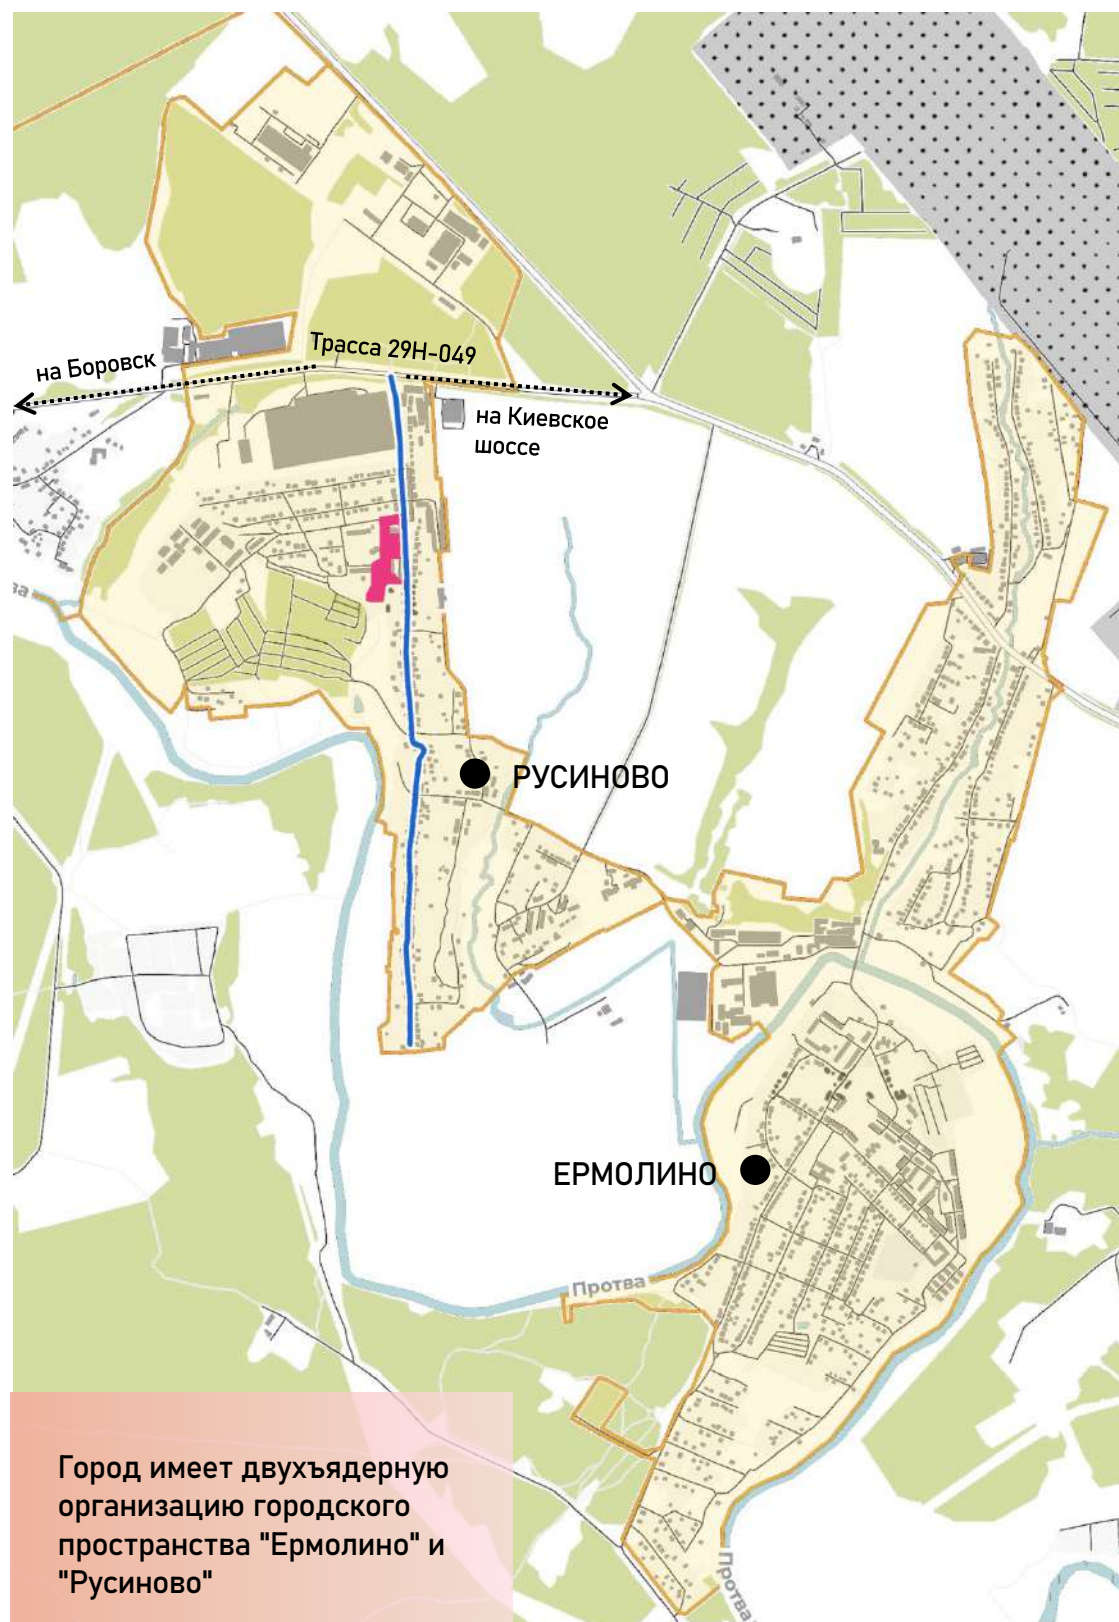 на Боровск
Трасса 29Н-049
на Киевское
шоссе
ва
РУСИНОВО
ЕРМОЛИНО
Протва
Протва
Город имеет двухъядерную
организацию городского
пространства "Ермолино" и
"Русиново"